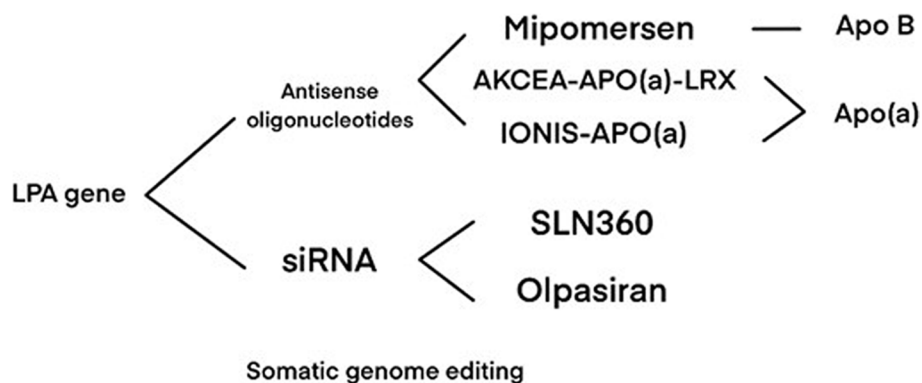 LPA gene
Antisense
oligonucleotides
Mipomersen
AKCEA-APO(a)-LRX
IONIS-APO(a)
Apo B
Apo(a)
siRNA
SLN360
Olpasiran
Somatic genome editing